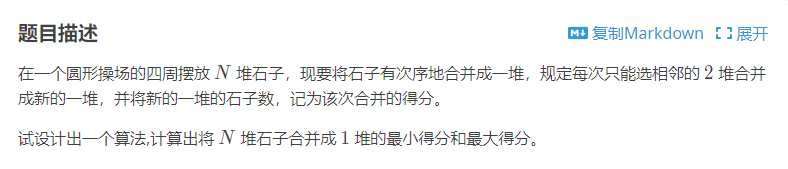 题目描述
复制Markdown 展开
在一个圆形操场的四周摆放 N 堆石子，现要将石子有次序地合并成一堆，规定每次只能选相邻的 2 堆合并
成新的一堆，并将新的一堆的石子数，记为该次合并的得分。
试设计出一个算法,计算出将 N 堆石子合并成 1 堆的最小得分和最大得分。